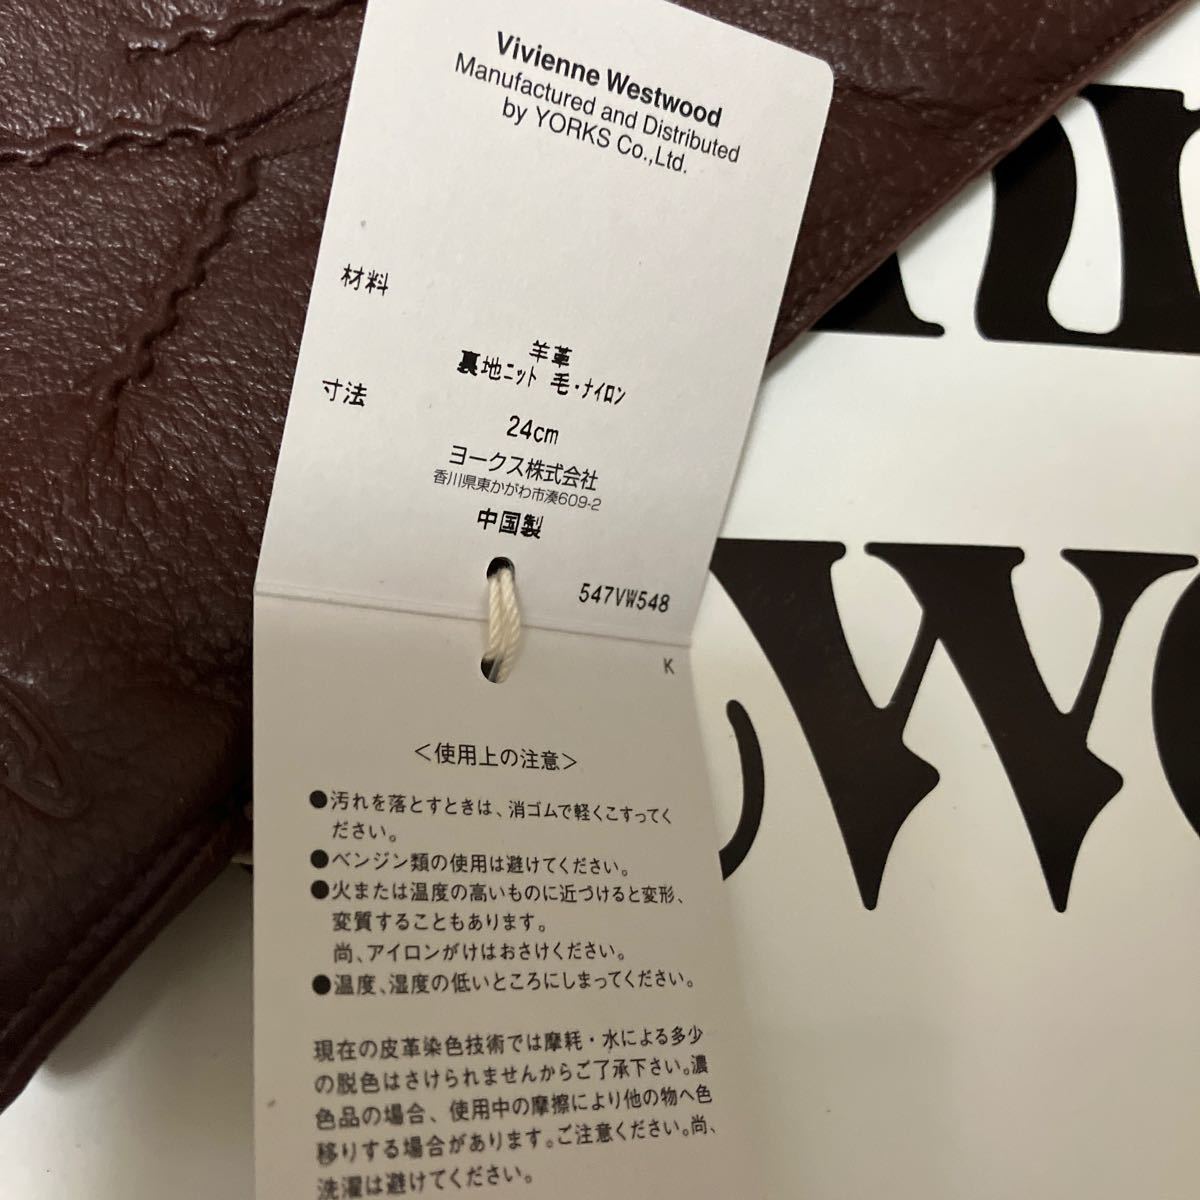 Vivienne Westwood
Manufactured and Distributed
by YORKS Co.,Ltd.
材料
羊革
裏地ニット 毛・ナイロン
寸法
24cm
ヨークス株式会社
香川県東かがわ市湊609-2
中国製
547VW548
K
＜使用上の注意＞
●汚れを落とすときは、消ゴムで軽くこすってく
ださい。
●ベンジン類の使用は避けてください。
●火または温度の高いものに近づけると変形、
変質することもあります。
尚、アイロンがけはおさけください。
●温度、湿度の低いところにしまってください。
現在の皮革染色技術では摩耗・水による多少
の脱色はさけられませんからご了承下さい。濃
色品の場合、使用中の摩擦により他の物へ色
移りする場合があります。ご注意ください。尚、
洗濯は避けてください。
W